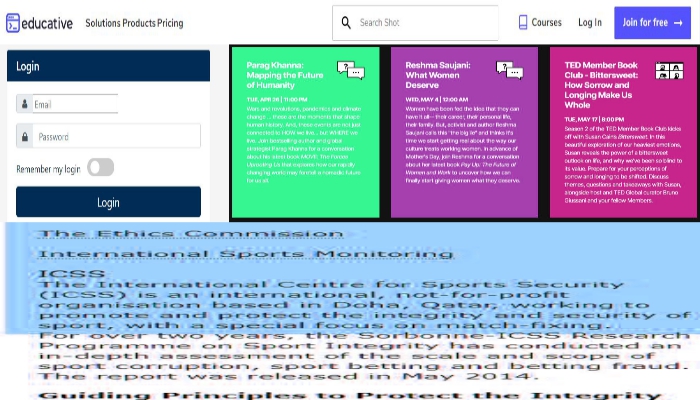 educative Solutions Products Pricing Search Shot Courses Log In Join for free →
Login
Email
Password
Remember my login
Login
Parag Khanna:
Mapping the Future
of Humanity
TUE, APR 26 | 11:00 PM
Wars and revolutions, pandemics and climate
change ... these are the moments that shape
human history. And, those events are not just
connected to HOW we live... but WHERE we
live. Join bestselling author and global
strategist Parag Khanna for a conversation
about his latest book MOVE: The Forces
Uprooting Us that explores how rapidly
changing world may foretell a nomadic future
for us all.
Reshma Saujani:
What Women
Deserve
WED, MAY 4 | 12:00 AM
Women have been fed the idea that they can
have it all— their career, their personal life,
their family. But, activist and author Reshma
Saujani calls this "the big lie" and thinks it's
time we start getting real about the way our
culture treats working women. In advance of
Mother's Day, join Reshma for a conversation
about her latest book Pay Up: The Future of
Women and Work to uncover how we can
finally start giving women what they deserve.
TED Member Book
Club - Bittersweet:
How Sorrow and
Longing Make Us
Whole
TUE, MAY 17 | 8:00 PM
Season 2 of the TED Member Book Club kicks
off with Susan Cain's Bittersweet. In this
beautiful exploration of our heaviest emotions,
Susan reveals the power of a bittersweet
outlook on life, and why we've been so blind to
its value. Prepare for your perceptions of
sorrow and longing to be shifted. Discuss
themes, questions and takeaways with Susan,
alongside host and TED Global curator Bruno
Giussani and your fellow Members.
The Ethics Commission
International Sports Monitoring
ICSS
The International Centre for Sports Security
(ICSS) is an international, not-for-profit
organisation based in Doha, Qatar, working to
promote and protect the integrity and security of
sport, with a special focus on match-fixing.
For over two years, the Sorbonne-ICSS Research
Programme on Sport Integrity has conducted an
in-depth assessment of the scale and scope of
sport corruption, sport betting and betting fraud.
The report was released in May 2014.
Guiding Principles to Protect the Integrity